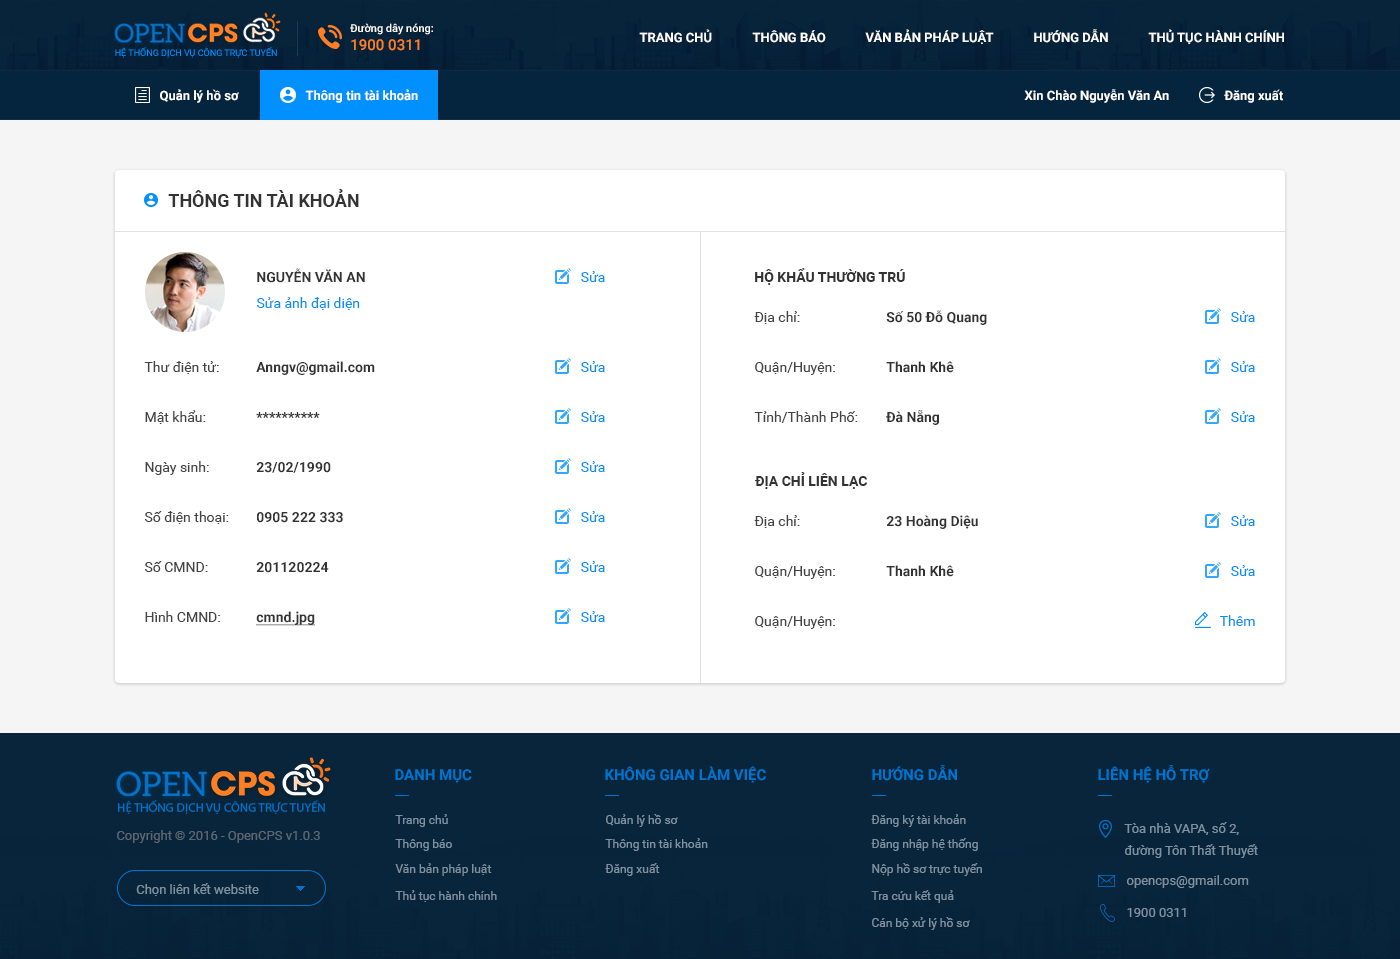 OPENCPS
HỆ THỐNG DỊCH VỤ CÔNG TRỰC TUYẾN
Đường dây nóng:
1900 0311
TRANG CHỦ
THÔNG BÁO
VĂN BẢN PHÁP LUẬT
HƯỚNG DẪN
THỦ TỤC HÀNH CHÍNH
Quản lý hồ sơ
Thông tin tài khoản
Xin Chào Nguyễn Văn An
Đăng xuất
THÔNG TIN TÀI KHOẢN
NGUYỄN VĂN AN
Sửa
Sửa ảnh đại diện
Thư điện tử: Anngv@gmail.com Sửa
Mật khẩu: ********** Sửa
Ngày sinh: 23/02/1990 Sửa
Số điện thoại: 0905 222 333 Sửa
Số CMND: 201120224 Sửa
Hình CMND: cmnd.jpg Sửa
HỘ KHẨU THƯỜNG TRÚ
Địa chỉ: Số 50 Đỗ Quang Sửa
Quận/Huyện: Thanh Khê Sửa
Tỉnh/Thành Phố: Đà Nẵng Sửa
ĐỊA CHỈ LIÊN LẠC
Địa chỉ: 23 Hoàng Diệu Sửa
Quận/Huyện: Thanh Khê Sửa
Quận/Huyện: Thêm
OPENCPS
HỆ THỐNG DỊCH VỤ CÔNG TRỰC TUYẾN
Copyright © 2016 - OpenCPS v1.0.3
Chọn liên kết website
DANH MỤC
Trang chủ
Thông báo
Văn bản pháp luật
Thủ tục hành chính
KHÔNG GIAN LÀM VIỆC
Quản lý hồ sơ
Thông tin tài khoản
Đăng xuất
HƯỚNG DẪN
Đăng ký tài khoản
Đăng nhập hệ thống
Nộp hồ sơ trực tuyến
Tra cứu kết quả
Cán bộ xử lý hồ sơ
LIÊN HỆ HỖ TRỢ
Tòa nhà VAPA, số 2,
đường Tôn Thất Thuyết
opencps@gmail.com
1900 0311